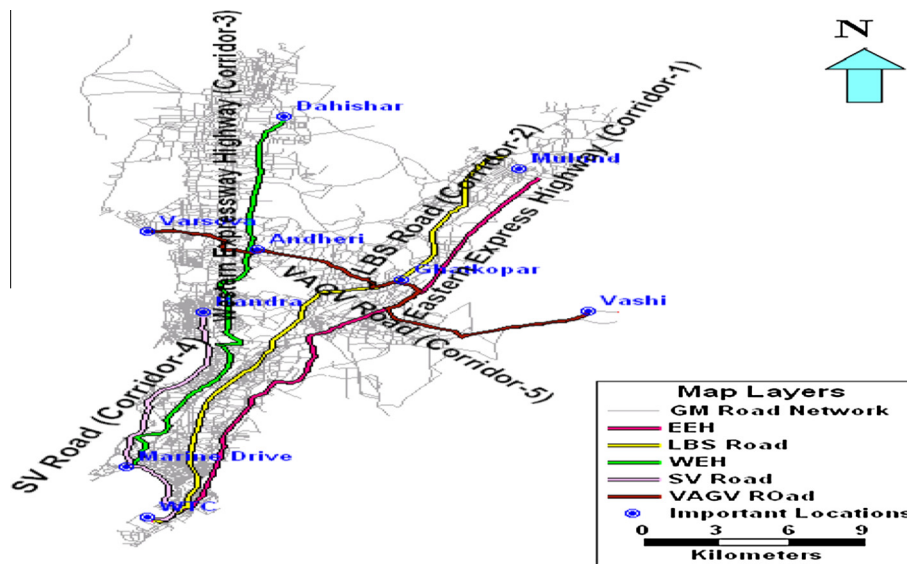 N
Western Expressway Highway (Corridor-3)
Eastern Express Highway (Corridor-1)
LBS Road (Corridor-2)
Dahishar
Mulund
Varsova
Andheri
Ghatkopar
Bandra
Vashi
VAGV Road (Corridor-5)
SV Road (Corridor-4)
Marine Drive
WTC
Map Layers
GM Road Network
EEH
LBS Road
WEH
SV Road
VAGV ROad
Important Locations
0 3 6 9
Kilometers